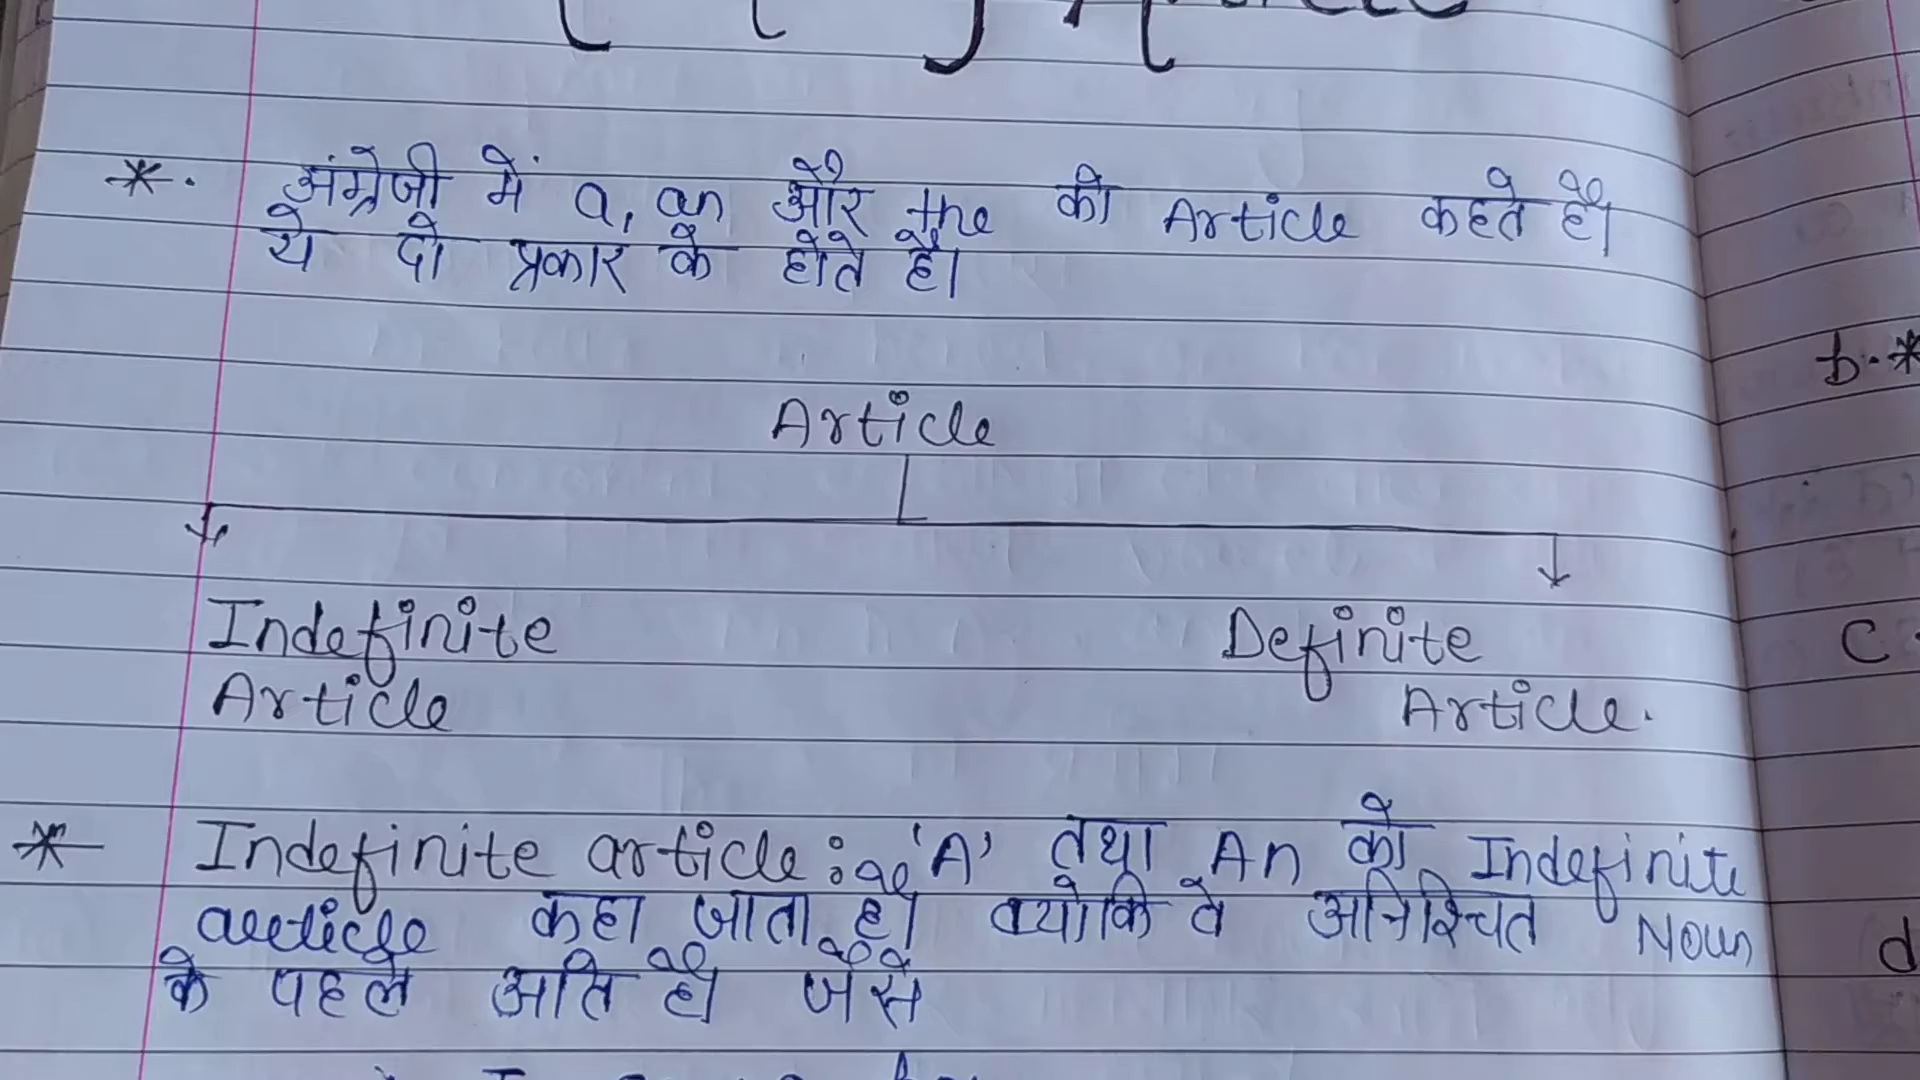 *. अंग्रेजी में a, an और the को Article कहते है।
ये दो प्रकार के होते है।
Article
Indefinite
Article
Definite
Article.
* Indefinite article : 'A' तथा An को Indefinite
article कहा जाता है। क्योकि वे अनिश्चित Noun
के पहले आते है। जैसे
b.*
c
d